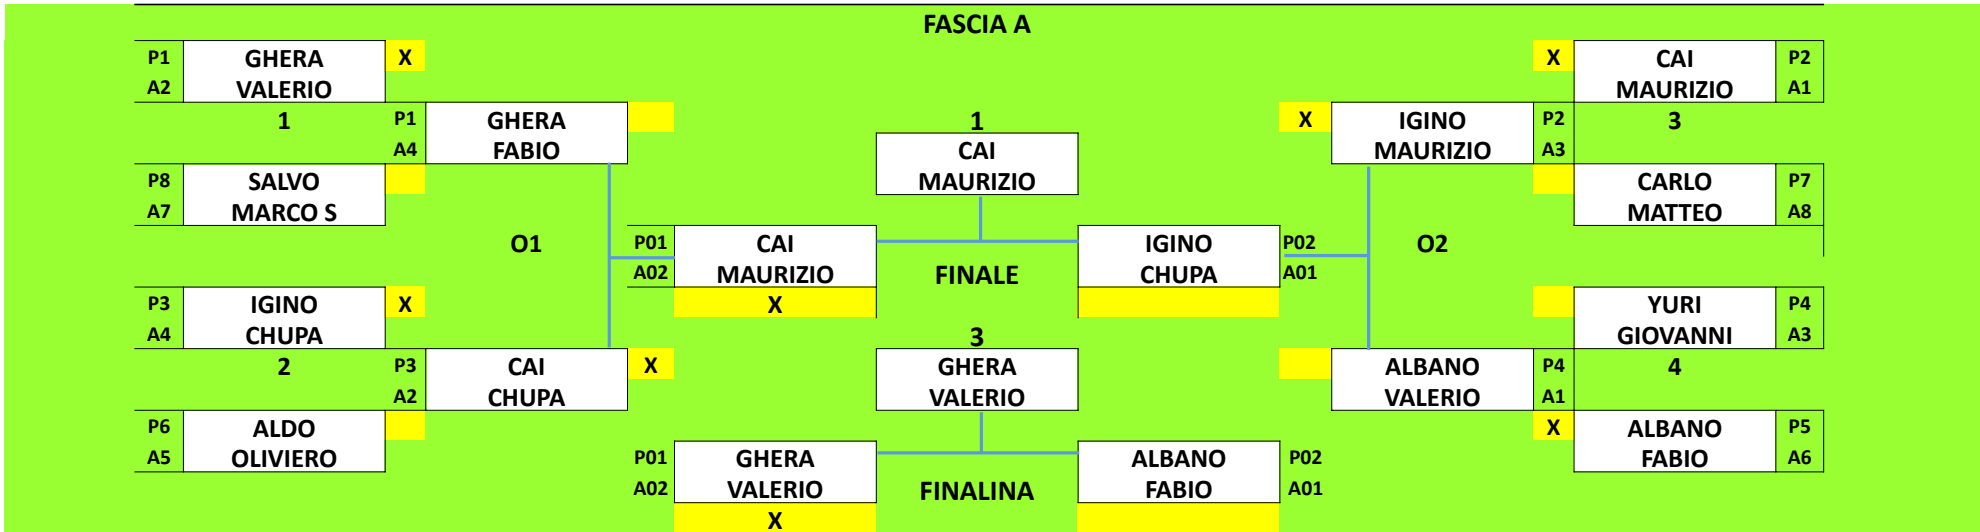 FASCIA A
P1 GHERA X X CAI P2
A2 VALERIO MAURIZIO A1
1 P1 GHERA 1 X IGINO P2 3
A4 FABIO CAI MAURIZIO A3
P8 SALVO MAURIZIO CARLO P7
A7 MARCO S MATTEO A8
O1 P01 CAI IGINO P02 O2
A02 MAURIZIO FINALE CHUPA A01
P3 IGINO X X YURI P4
A4 CHUPA GIOVANNI A3
3
2 P3 CAI X GHERA ALBANO P4 4
A2 CHUPA VALERIO VALERIO A1
P6 ALDO X ALBANO P5
A5 OLIVIERO FABIO A6
P01 GHERA ALBANO P02
A02 VALERIO FINALINA FABIO A01
X